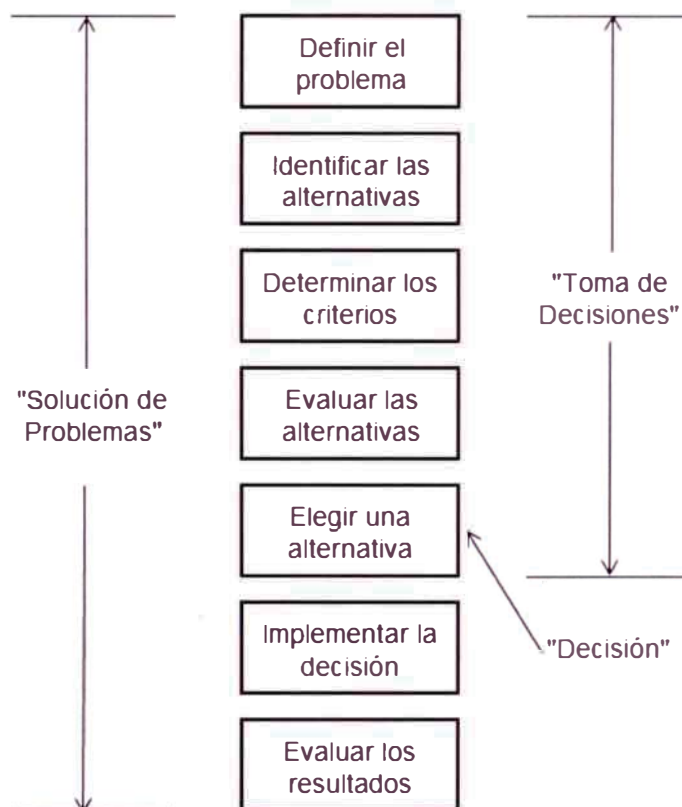 Definir el
problema
Identificar las
alternativas
Determinar los
criterios
"Toma de
Decisiones"
"Solución de
Problemas"
Evaluar las
alternativas
Elegir una
alternativa
Implementar la
decisión
"Decisión"
Evaluar los
resultados